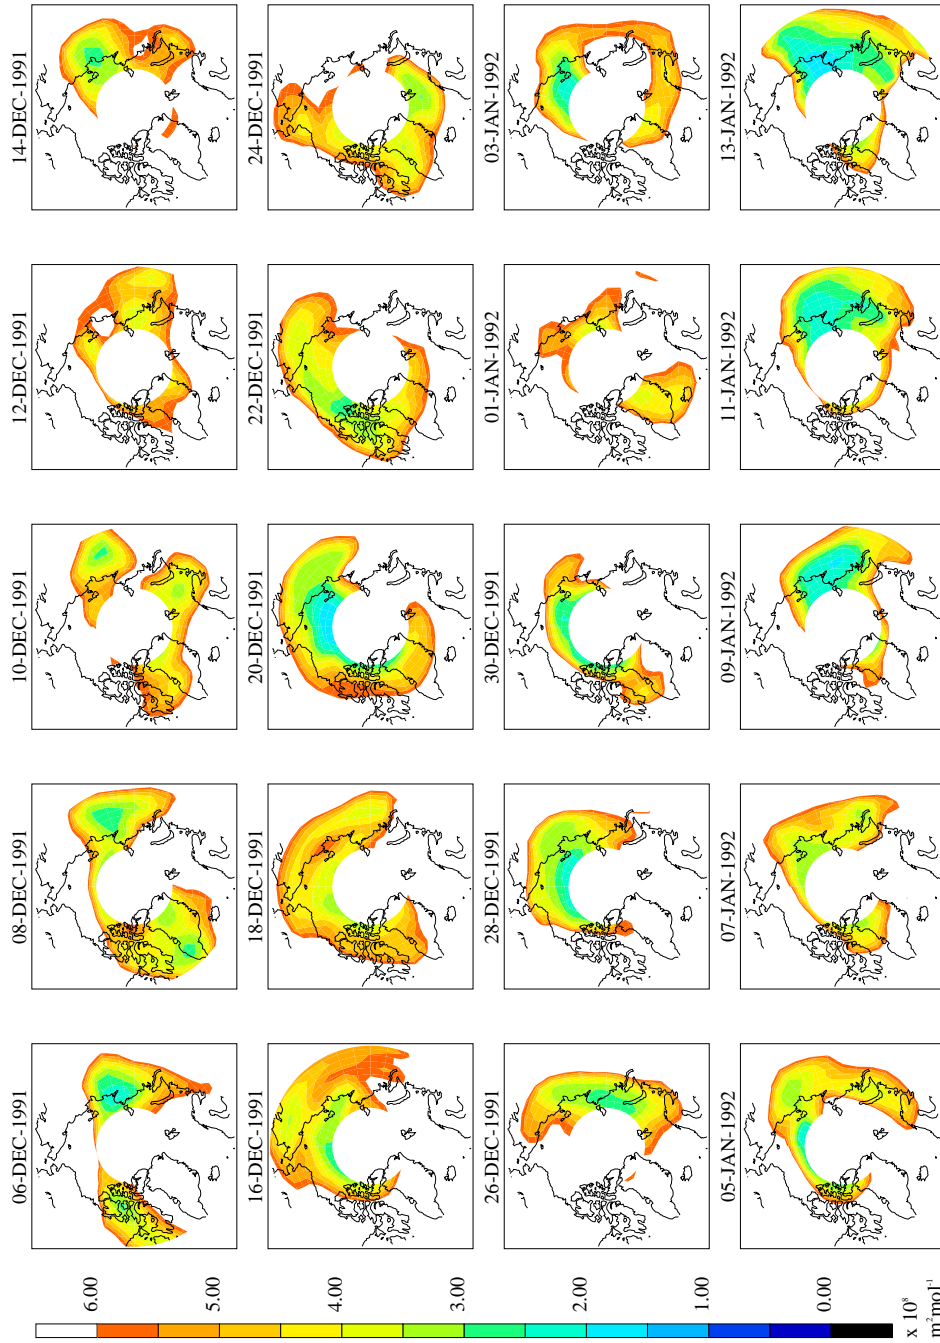 06-DEC-1991
08-DEC-1991
10-DEC-1991
12-DEC-1991
14-DEC-1991
16-DEC-1991
18-DEC-1991
20-DEC-1991
22-DEC-1991
24-DEC-1991
26-DEC-1991
28-DEC-1991
30-DEC-1991
01-JAN-1992
03-JAN-1992
05-JAN-1992
07-JAN-1992
09-JAN-1992
11-JAN-1992
13-JAN-1992
6.00
5.00
4.00
3.00
2.00
1.00
0.00
x 10⁸
m²mol⁻¹